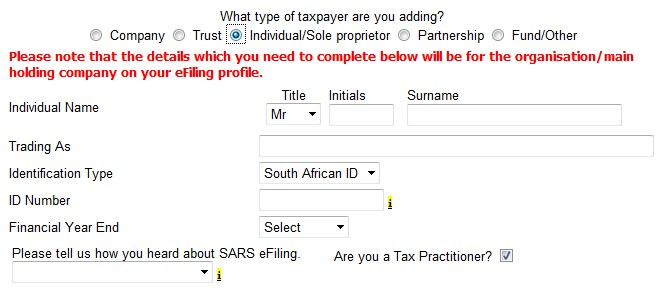 What type of taxpayer are you adding?
Company Trust Individual/Sole proprietor Partnership Fund/Other
Please note that the details which you need to complete below will be for the organisation/main
holding company on your eFiling profile.
Title Initials Surname
Individual Name
Mr
Trading As
Identification Type South African ID
ID Number i
Financial Year End Select
Please tell us how you heard about SARS eFiling. Are you a Tax Practitioner?
i